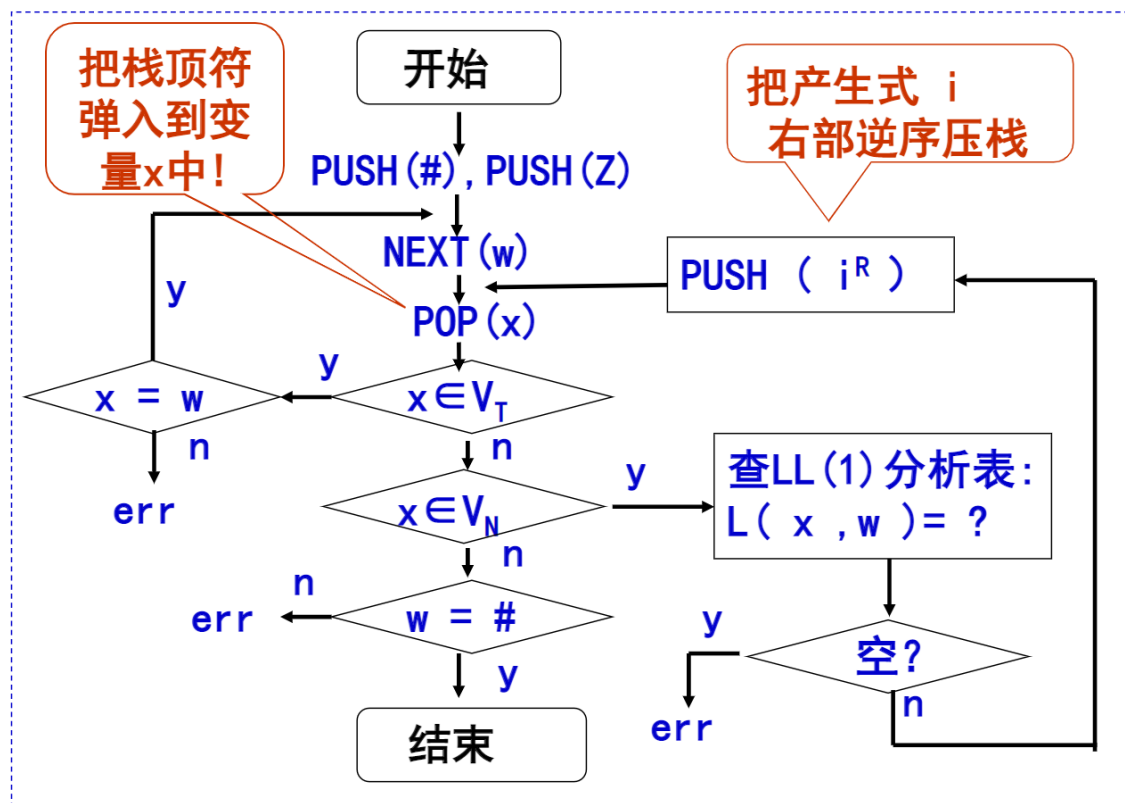 把栈顶符
弹入到变
量x中!
开始
把产生式 i
右部逆序压栈
PUSH(#),PUSH(Z)
NEXT(w)
PUSH ( iᴿ )
y
POP(x)
y
x = w
x∈V_T
n
n
err
x∈V_N
y
查LL(1)分析表:
L( x ,w )= ?
n
n
err
w = #
y
空?
y
n
err
结束